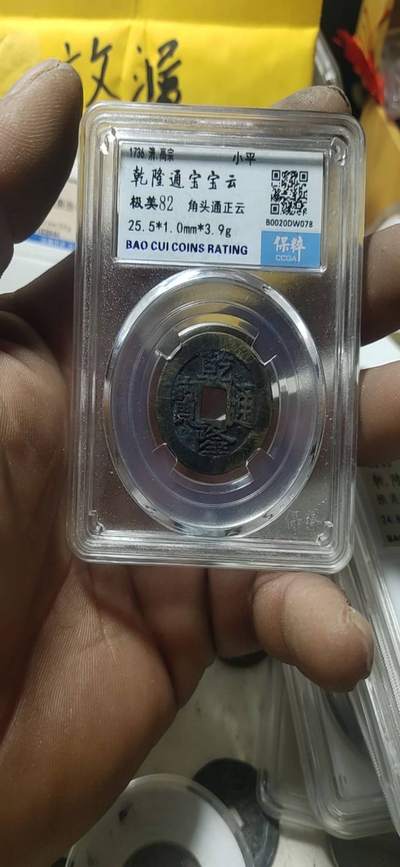 1736 清.高宗 小平
乾隆通宝宝云
极美82 角头通正云
25.5*1.0mm*3.9g
B0020DW078
BAO CUI COINS RATING
保粹
CCGA
乾隆通寶